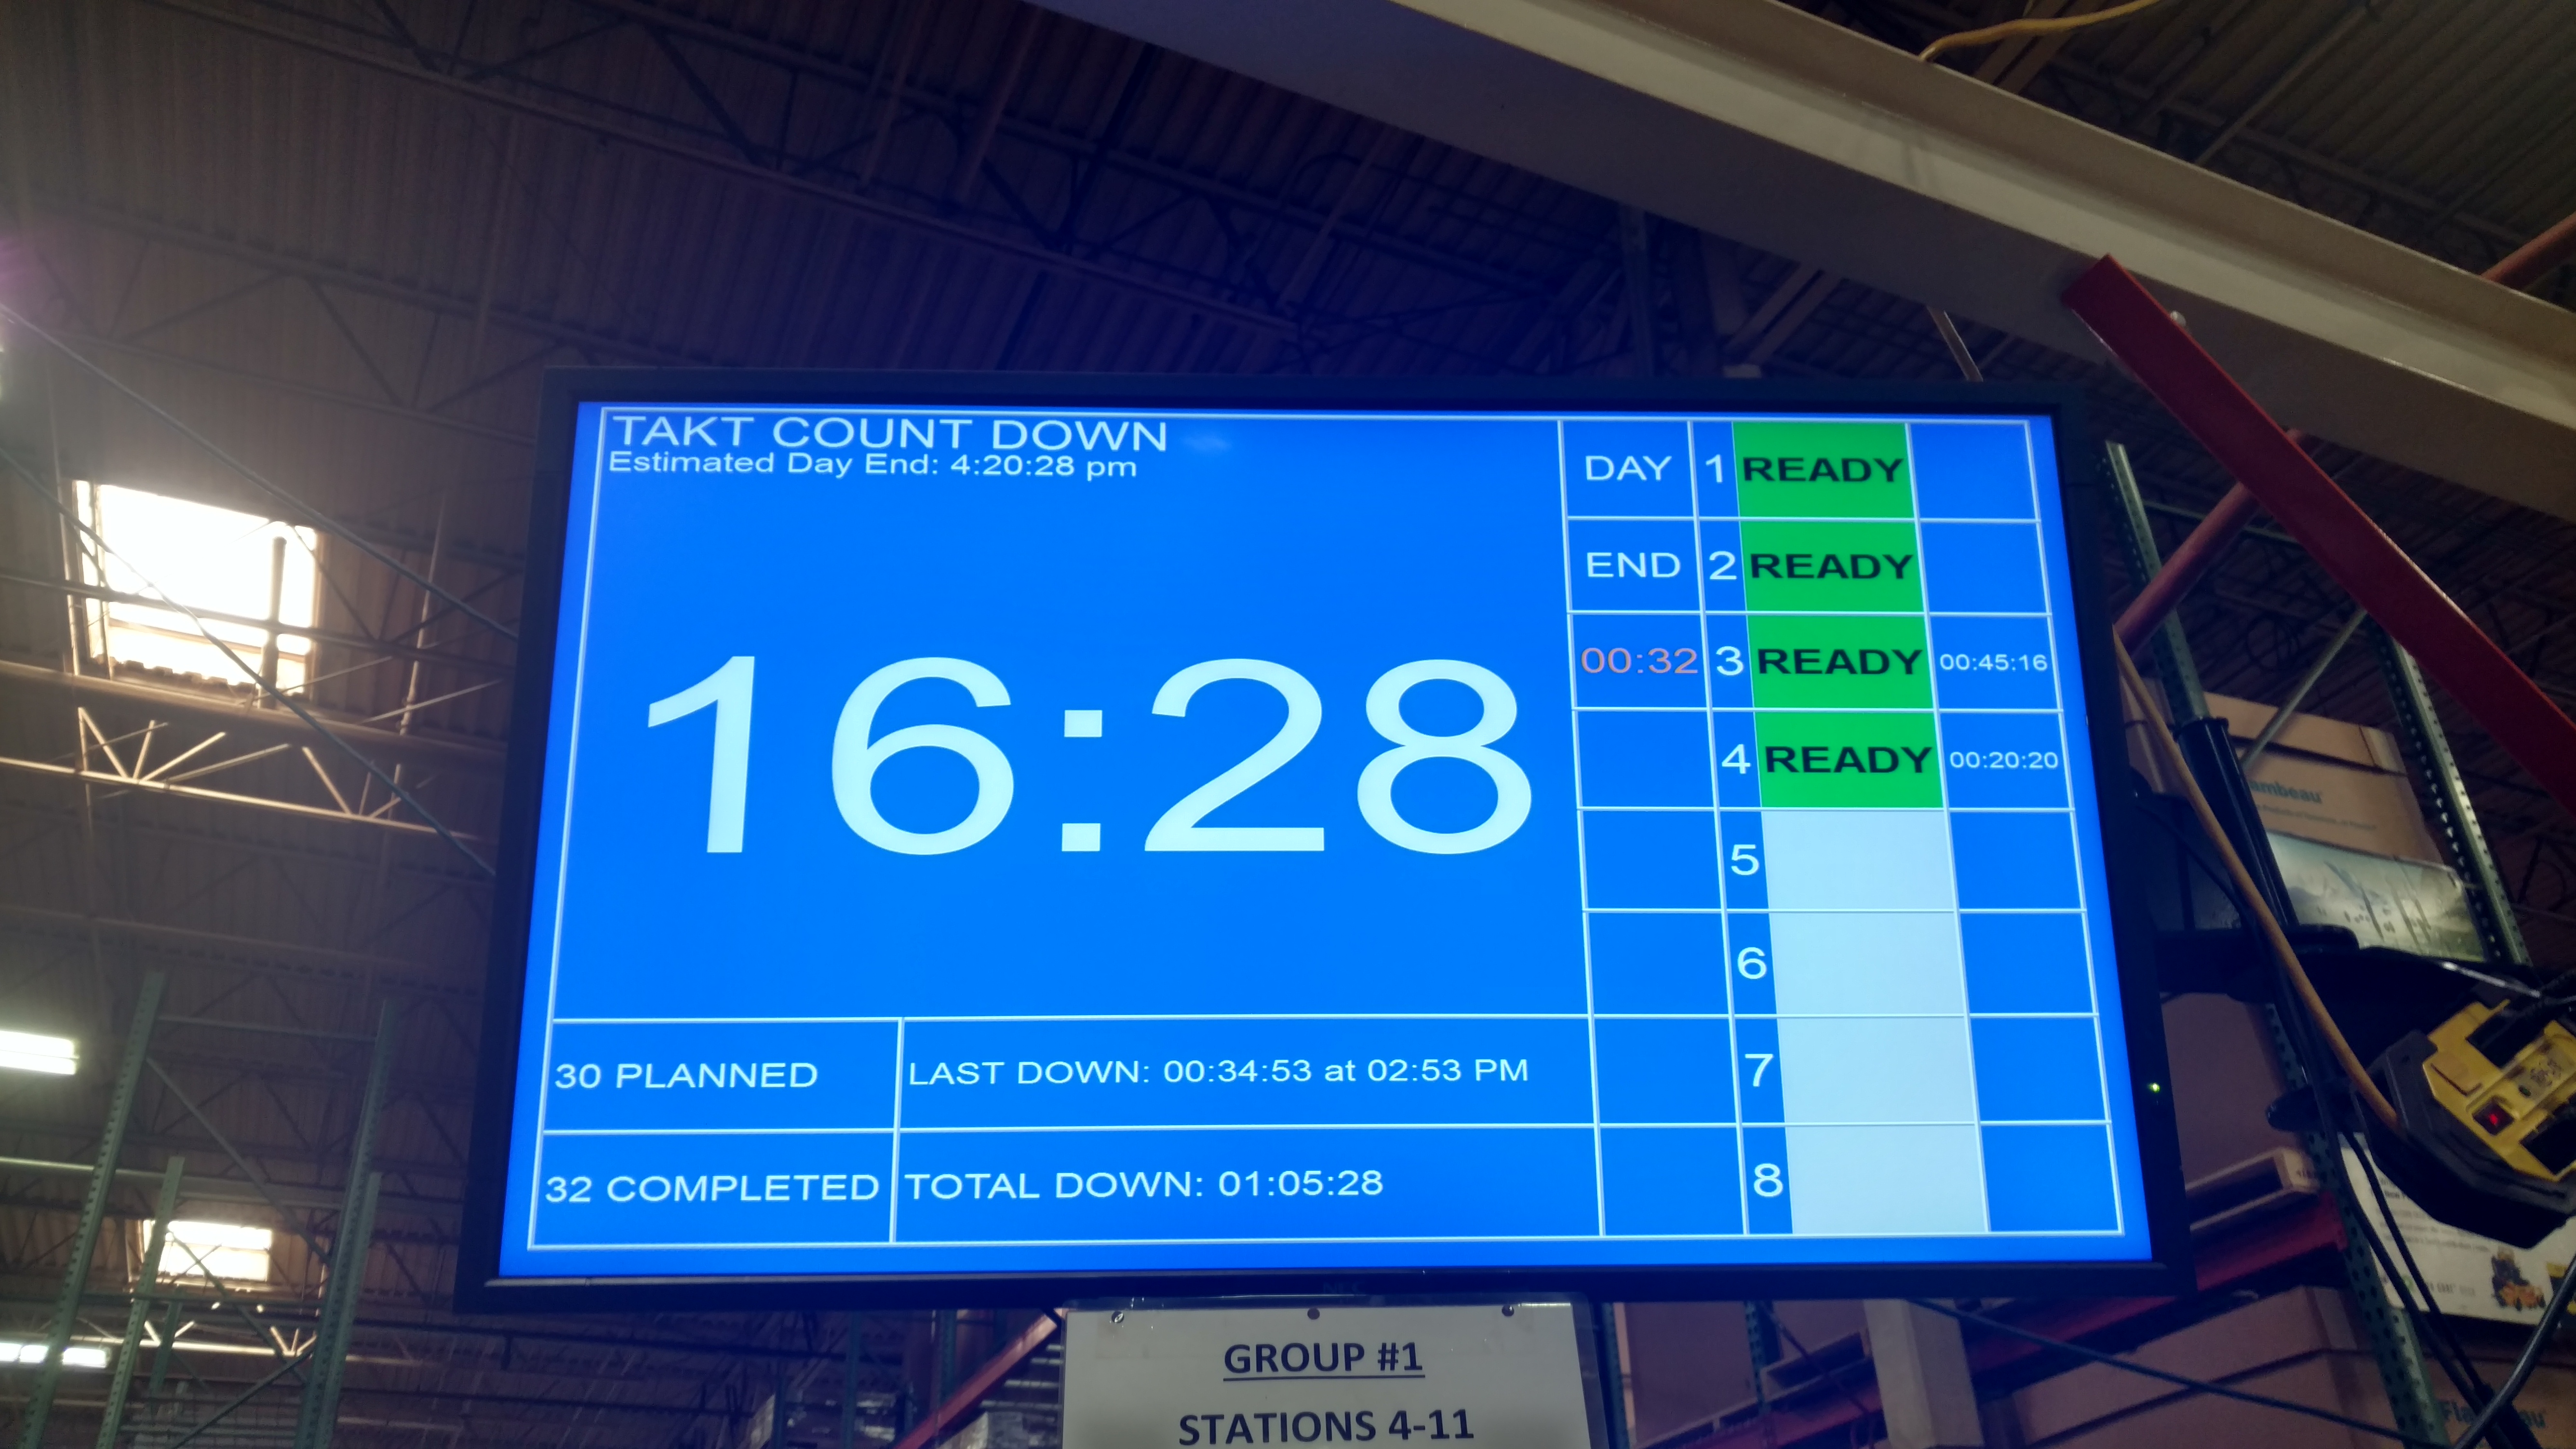 TAKT COUNT DOWN
Estimated Day End: 4:20:28 pm
16:28
30 PLANNED
LAST DOWN: 00:34:53 at 02:53 PM
32 COMPLETED
TOTAL DOWN: 01:05:28
DAY 1 READY
END 2 READY
00:32 3 READY 00:45:16
4 READY 00:20:20
5
6
7
8
GROUP #1
STATIONS 4-11